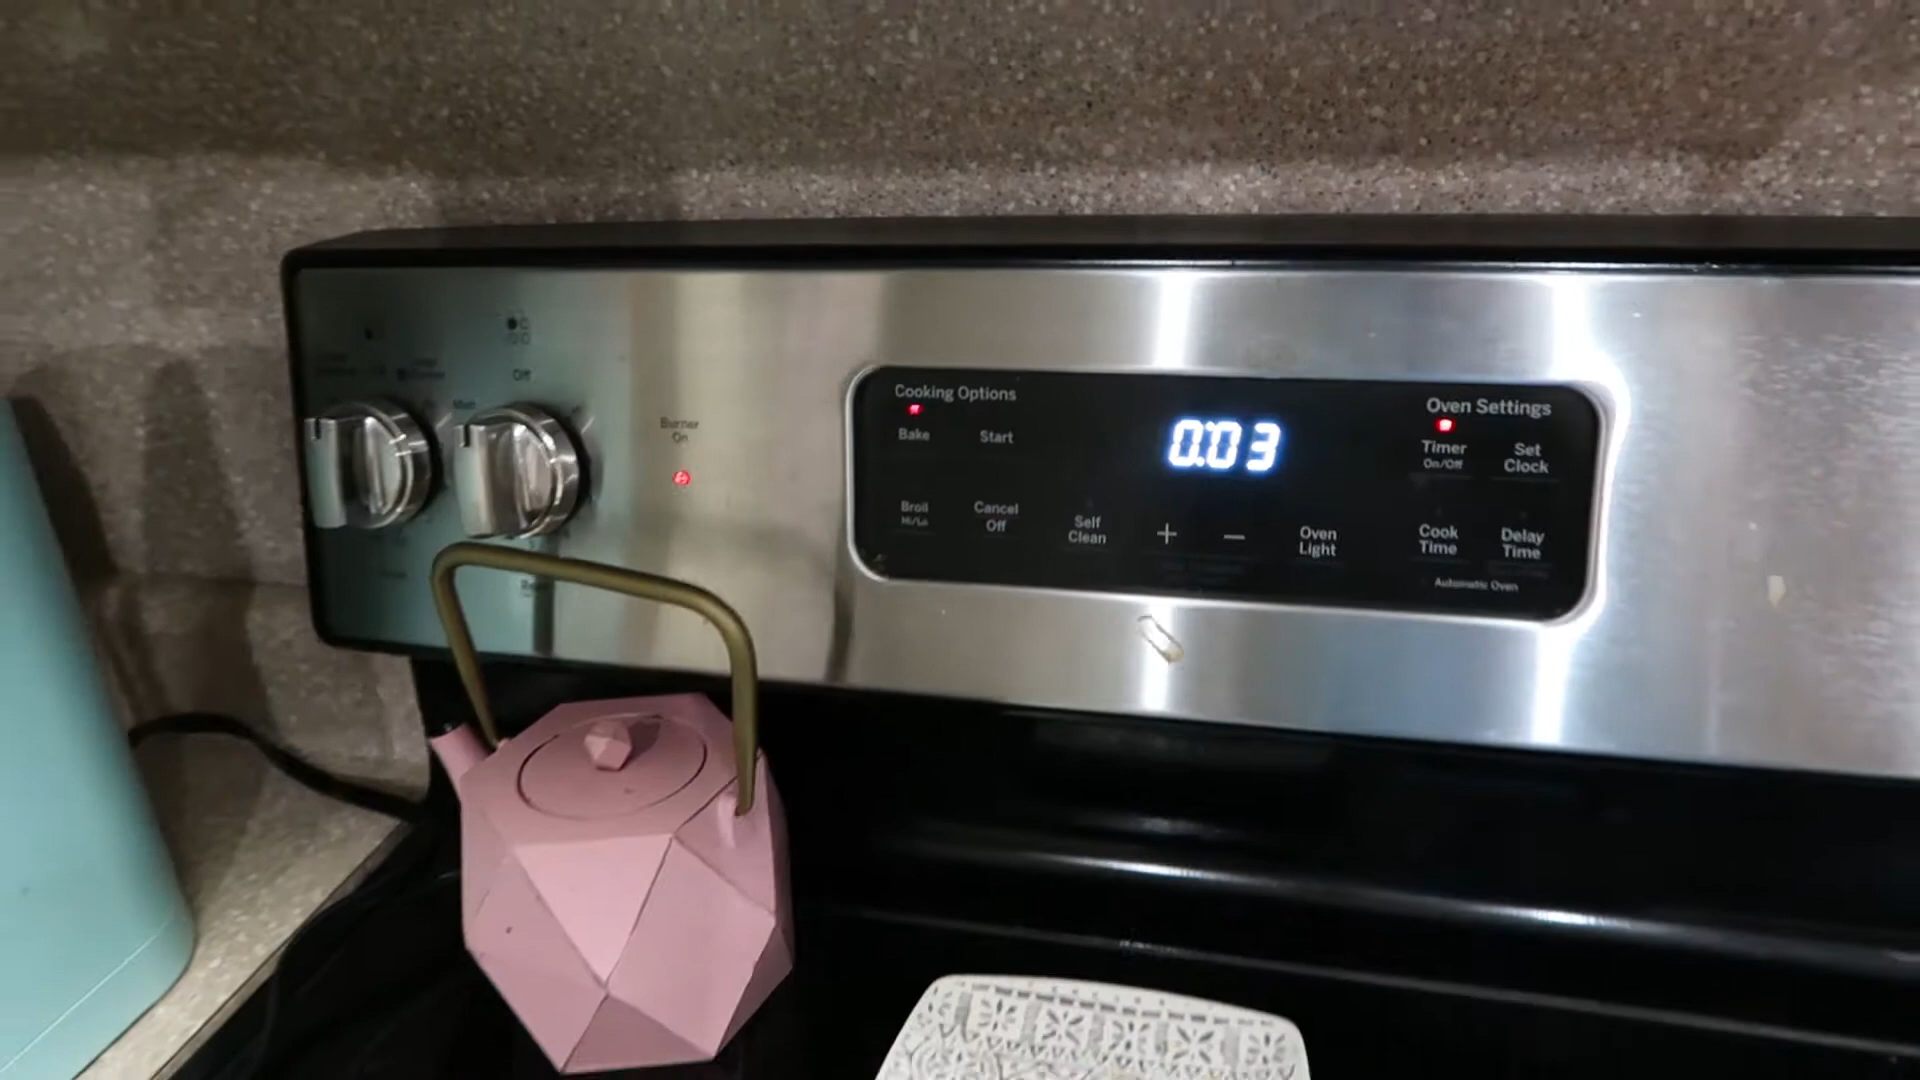 Off
Burner
On
Cooking Options
Bake
Start
Broil
Hi/Lo
Cancel
Off
Self
Clean
0:03
+
−
Oven
Light
Oven Settings
Timer
On/Off
Set
Clock
Cook
Time
Delay
Time
Automatic Oven